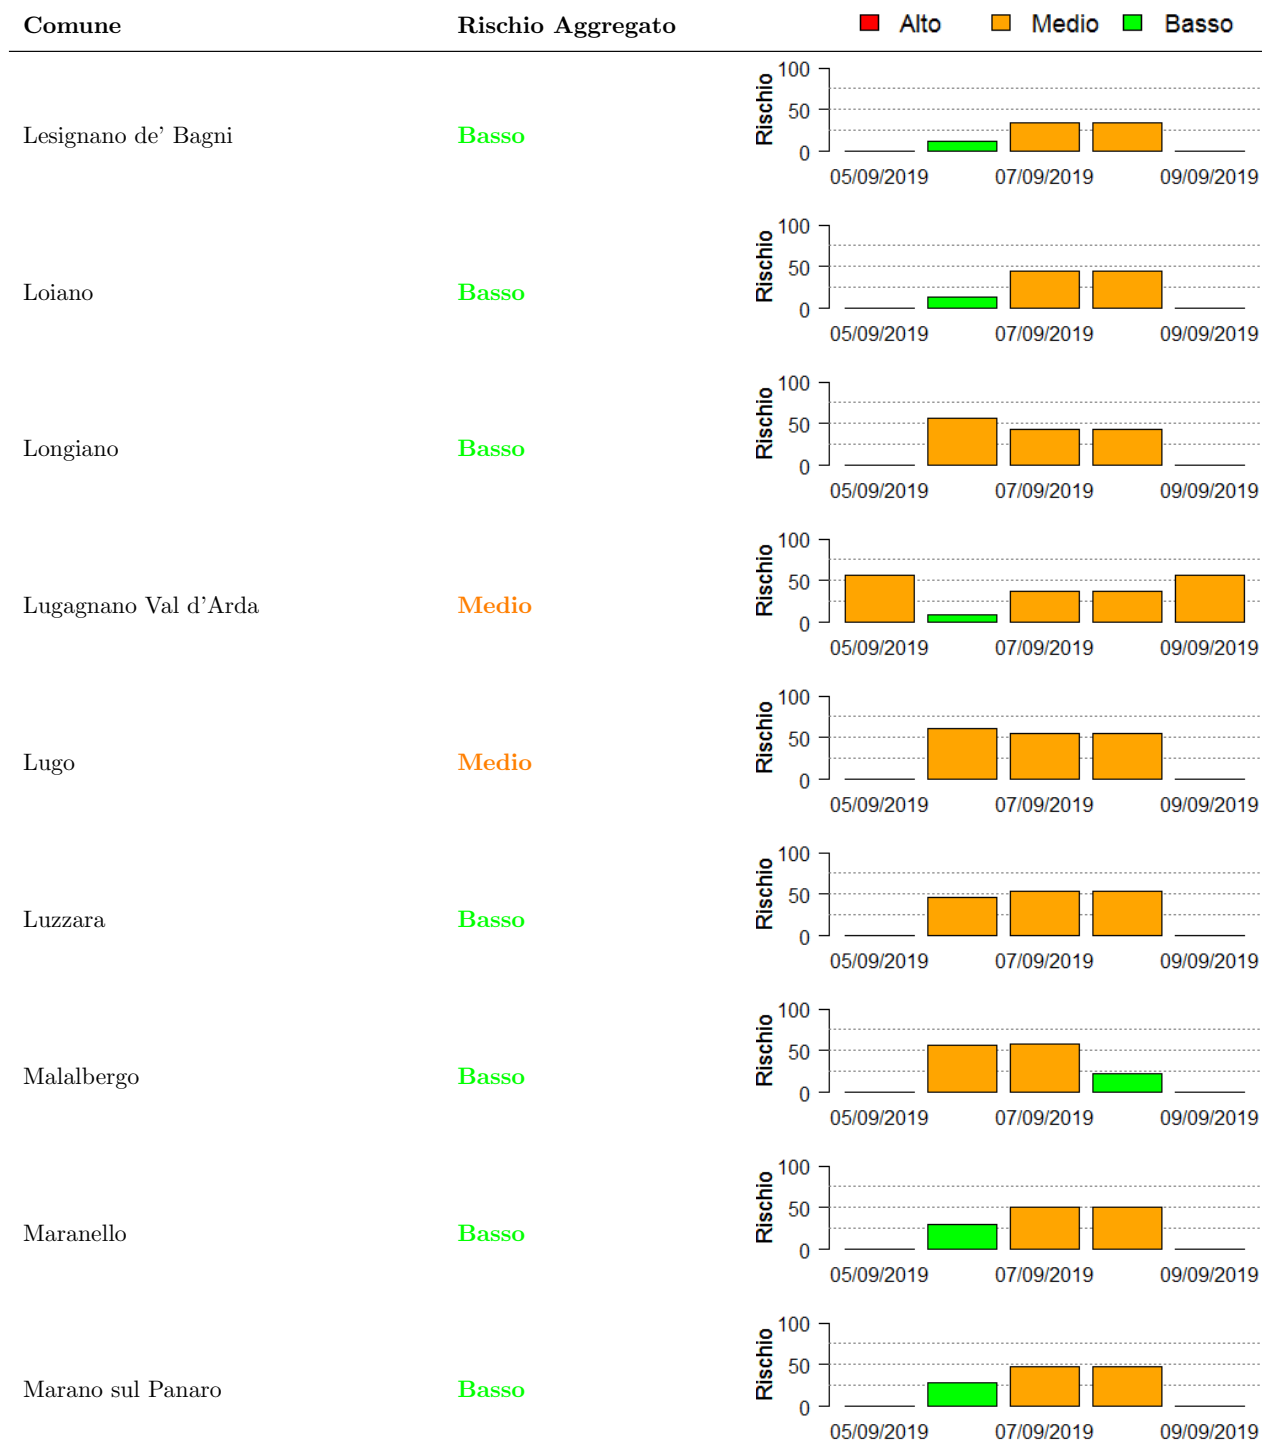 Comune Rischio Aggregato Alto Medio Basso
Lesignano de' Bagni Basso Rischio 100 50 0
05/09/2019 07/09/2019 09/09/2019
Loiano Basso Rischio 100 50 0
05/09/2019 07/09/2019 09/09/2019
Longiano Basso Rischio 100 50 0
05/09/2019 07/09/2019 09/09/2019
Lugagnano Val d'Arda Medio Rischio 100 50 0
05/09/2019 07/09/2019 09/09/2019
Lugo Medio Rischio 100 50 0
05/09/2019 07/09/2019 09/09/2019
Luzzara Basso Rischio 100 50 0
05/09/2019 07/09/2019 09/09/2019
Malalbergo Basso Rischio 100 50 0
05/09/2019 07/09/2019 09/09/2019
Maranello Basso Rischio 100 50 0
05/09/2019 07/09/2019 09/09/2019
Marano sul Panaro Basso Rischio 100 50 0
05/09/2019 07/09/2019 09/09/2019